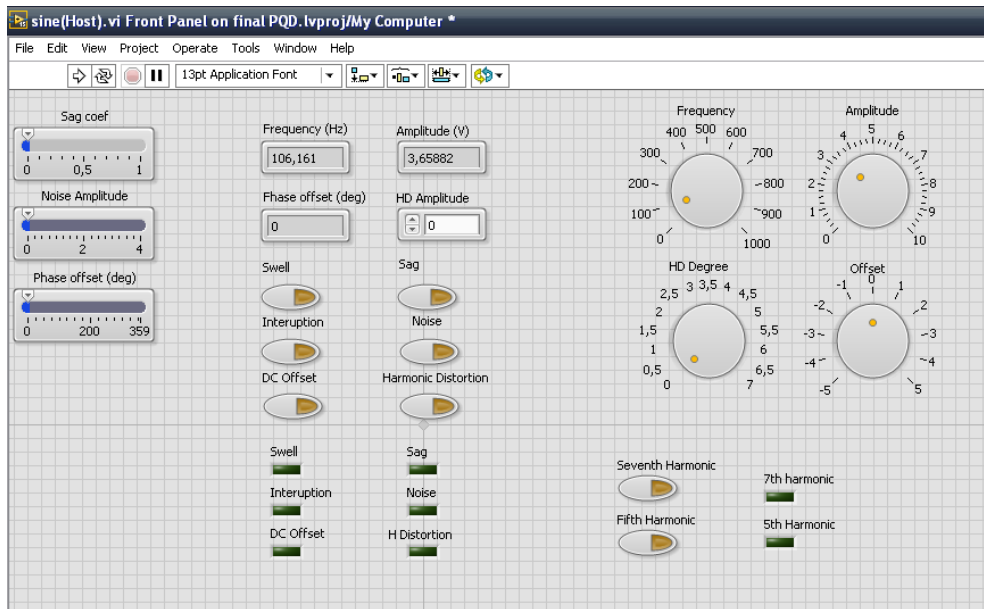 sine(Host).vi Front Panel on final PQD.lvproj/My Computer *
File Edit View Project Operate Tools Window Help
13pt Application Font
Sag coef
0 0,5 1
Noise Amplitude
0 2 4
Phase offset (deg)
0 200 359
Frequency (Hz) Amplitude (V)
106,161 3,65882
Fhase offset (deg) HD Amplitude
0 0
Swell Sag
Interuption Noise
DC Offset Harmonic Distortion
Swell Sag
Interuption Noise
DC Offset H Distortion
Frequency
0 100 200 300 400 500 600 700 800 900 1000
Amplitude
0 1 2 3 4 5 6 7 8 9 10
HD Degree
0 0,5 1 1,5 2 2,5 3 3,5 4 4,5 5 5,5 6 6,5 7
Offset
-5 -4 -3 -2 -1 0 1 2 3 4 5
Seventh Harmonic 7th harmonic
Fifth Harmonic 5th Harmonic